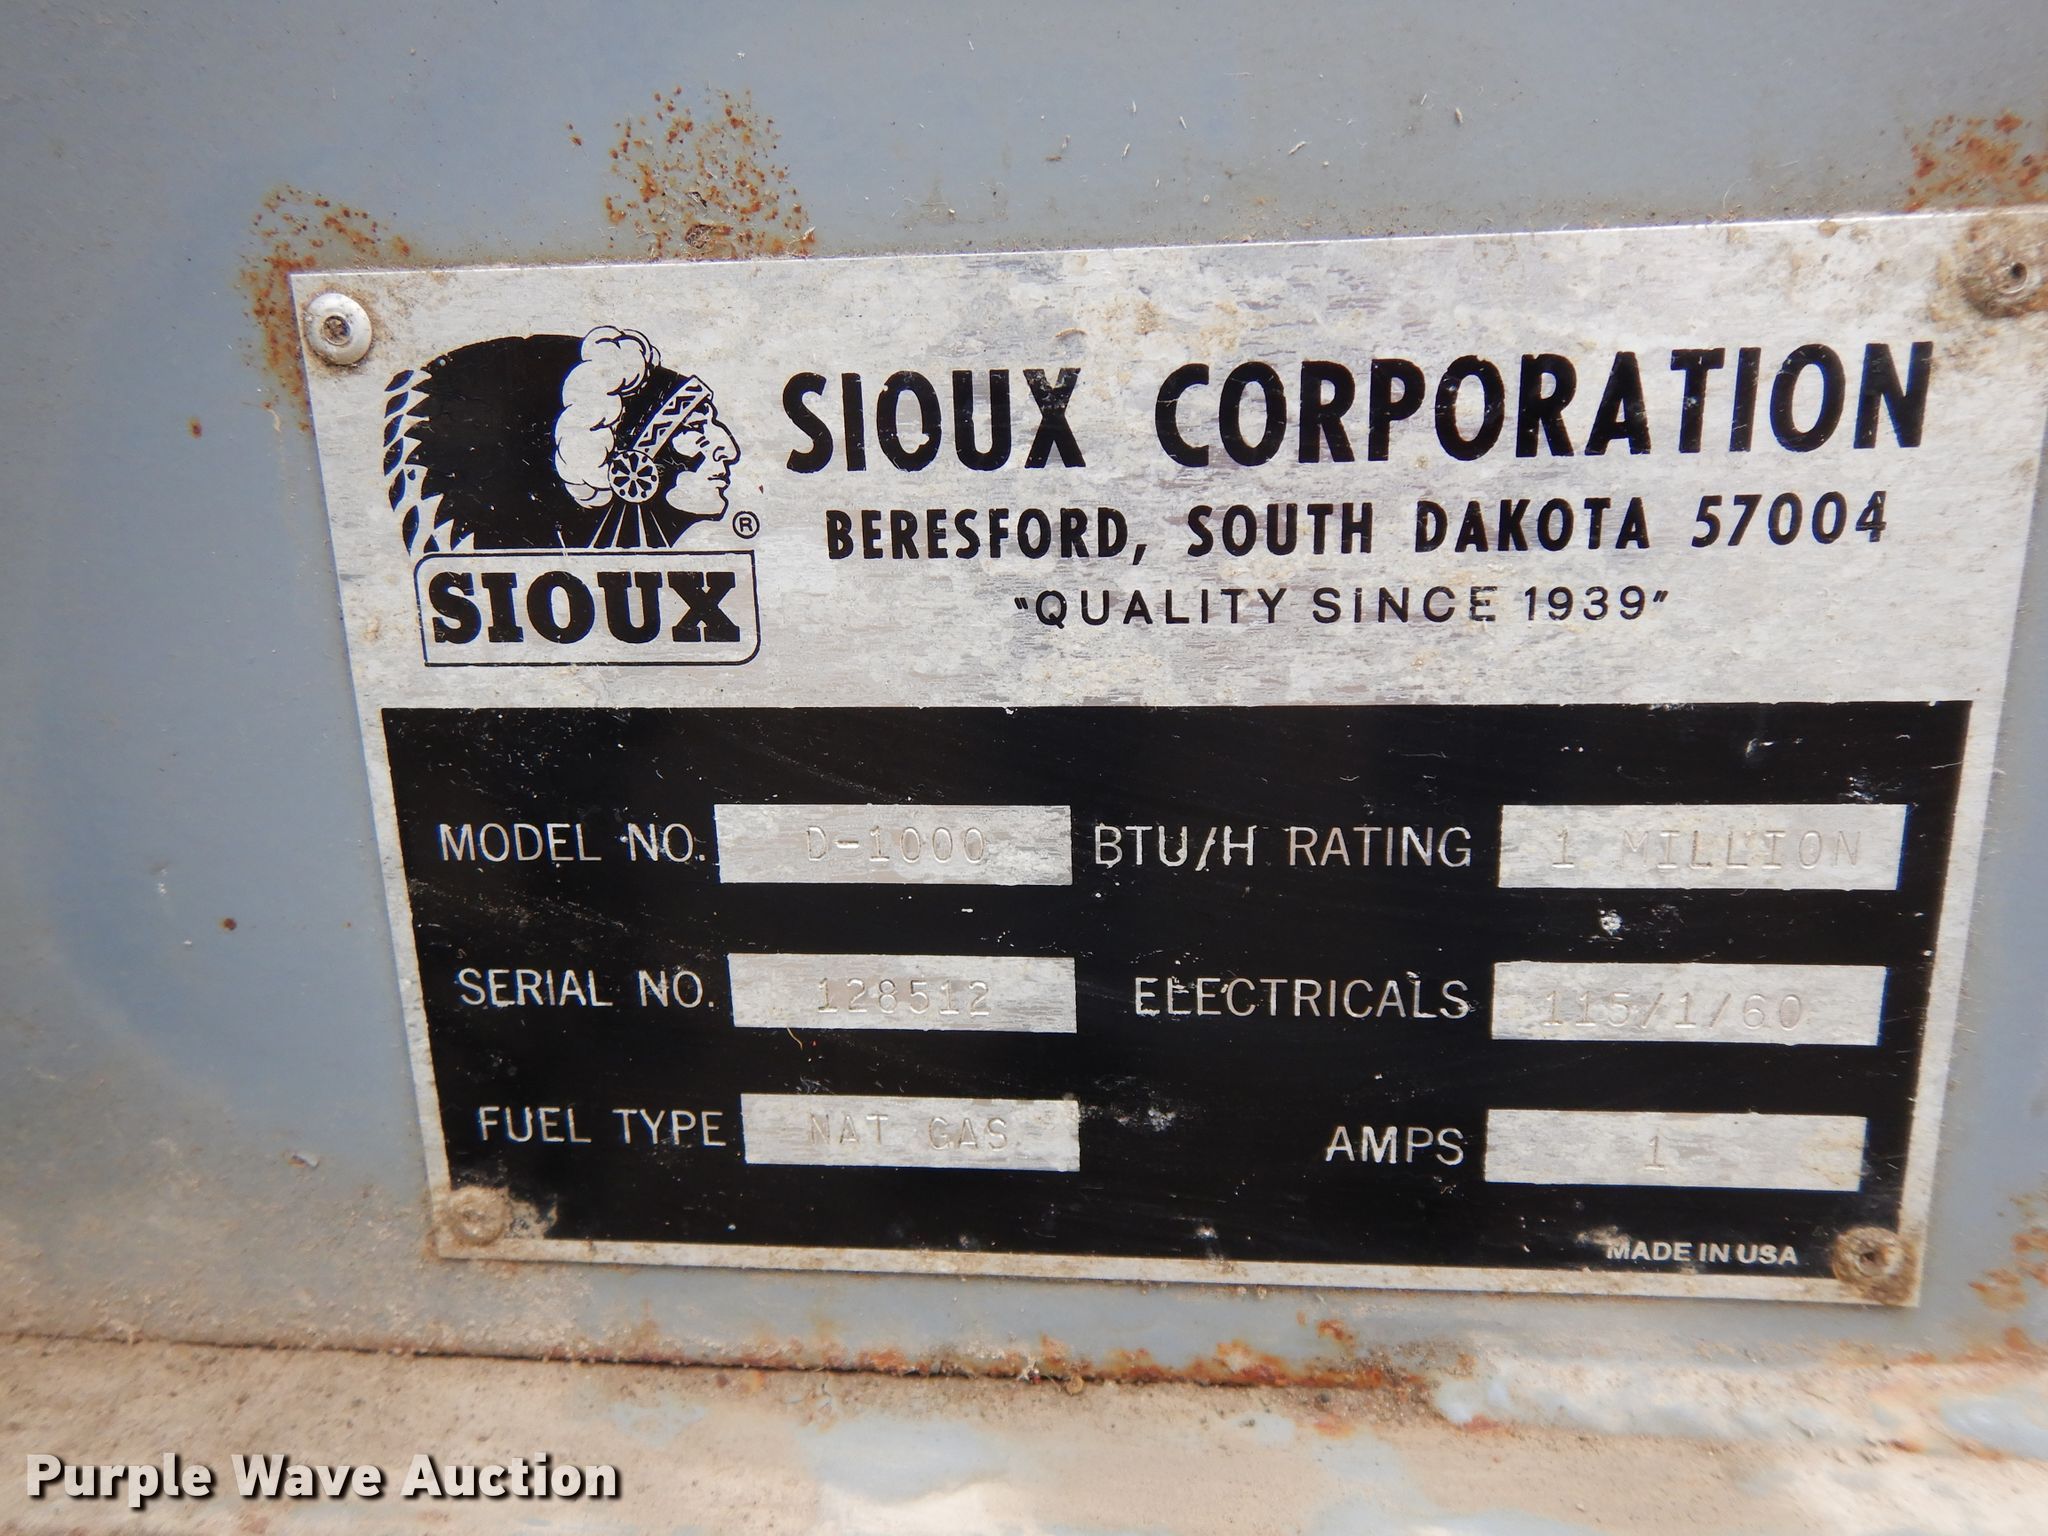 SIOUX CORPORATION
BERESFORD, SOUTH DAKOTA 57004
"QUALITY SINCE 1939"
®
SIOUX
MODEL NO. D-1000 BTU/H RATING 1 MILLION
SERIAL NO. 128512 ELECTRICALS 115/1/60
FUEL TYPE NAT GAS AMPS 1
MADE IN USA
Purple Wave Auction